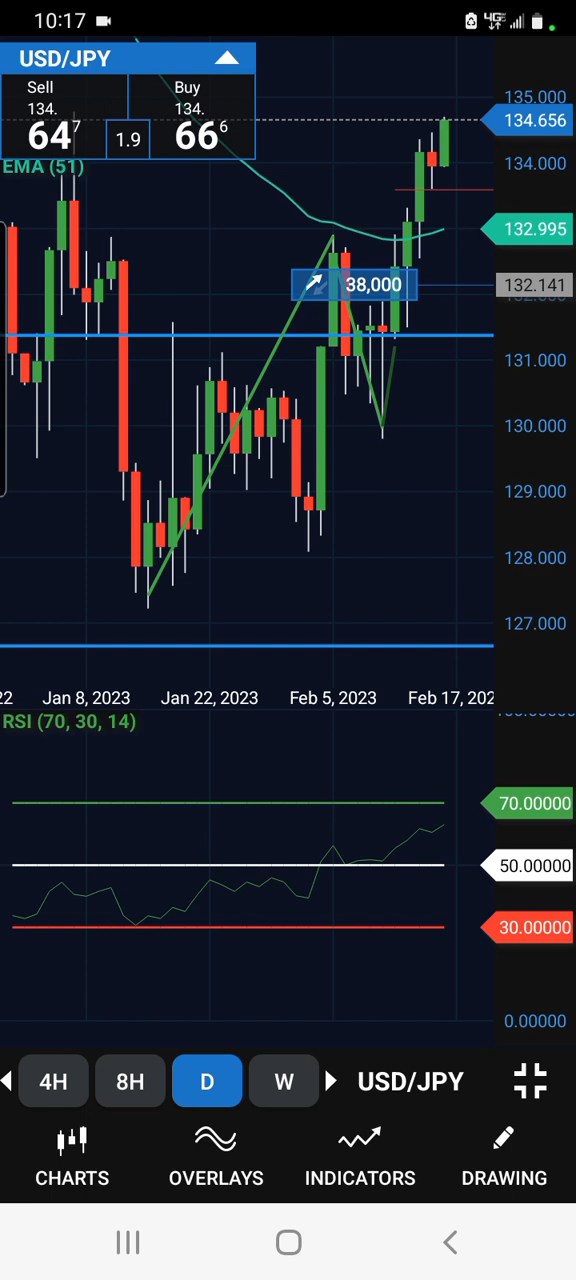 10:17
4G
USD/JPY
Sell Buy
134. 134.
64 7 1.9 66 6
EMA (51)
135.000
134.656
134.000
132.995
38,000
132.141
131.000
130.000
129.000
128.000
127.000
22 Jan 8, 2023 Jan 22, 2023 Feb 5, 2023 Feb 17, 202
RSI (70, 30, 14)
70.00000
50.00000
30.00000
0.00000
4H 8H D W USD/JPY
CHARTS OVERLAYS INDICATORS DRAWING